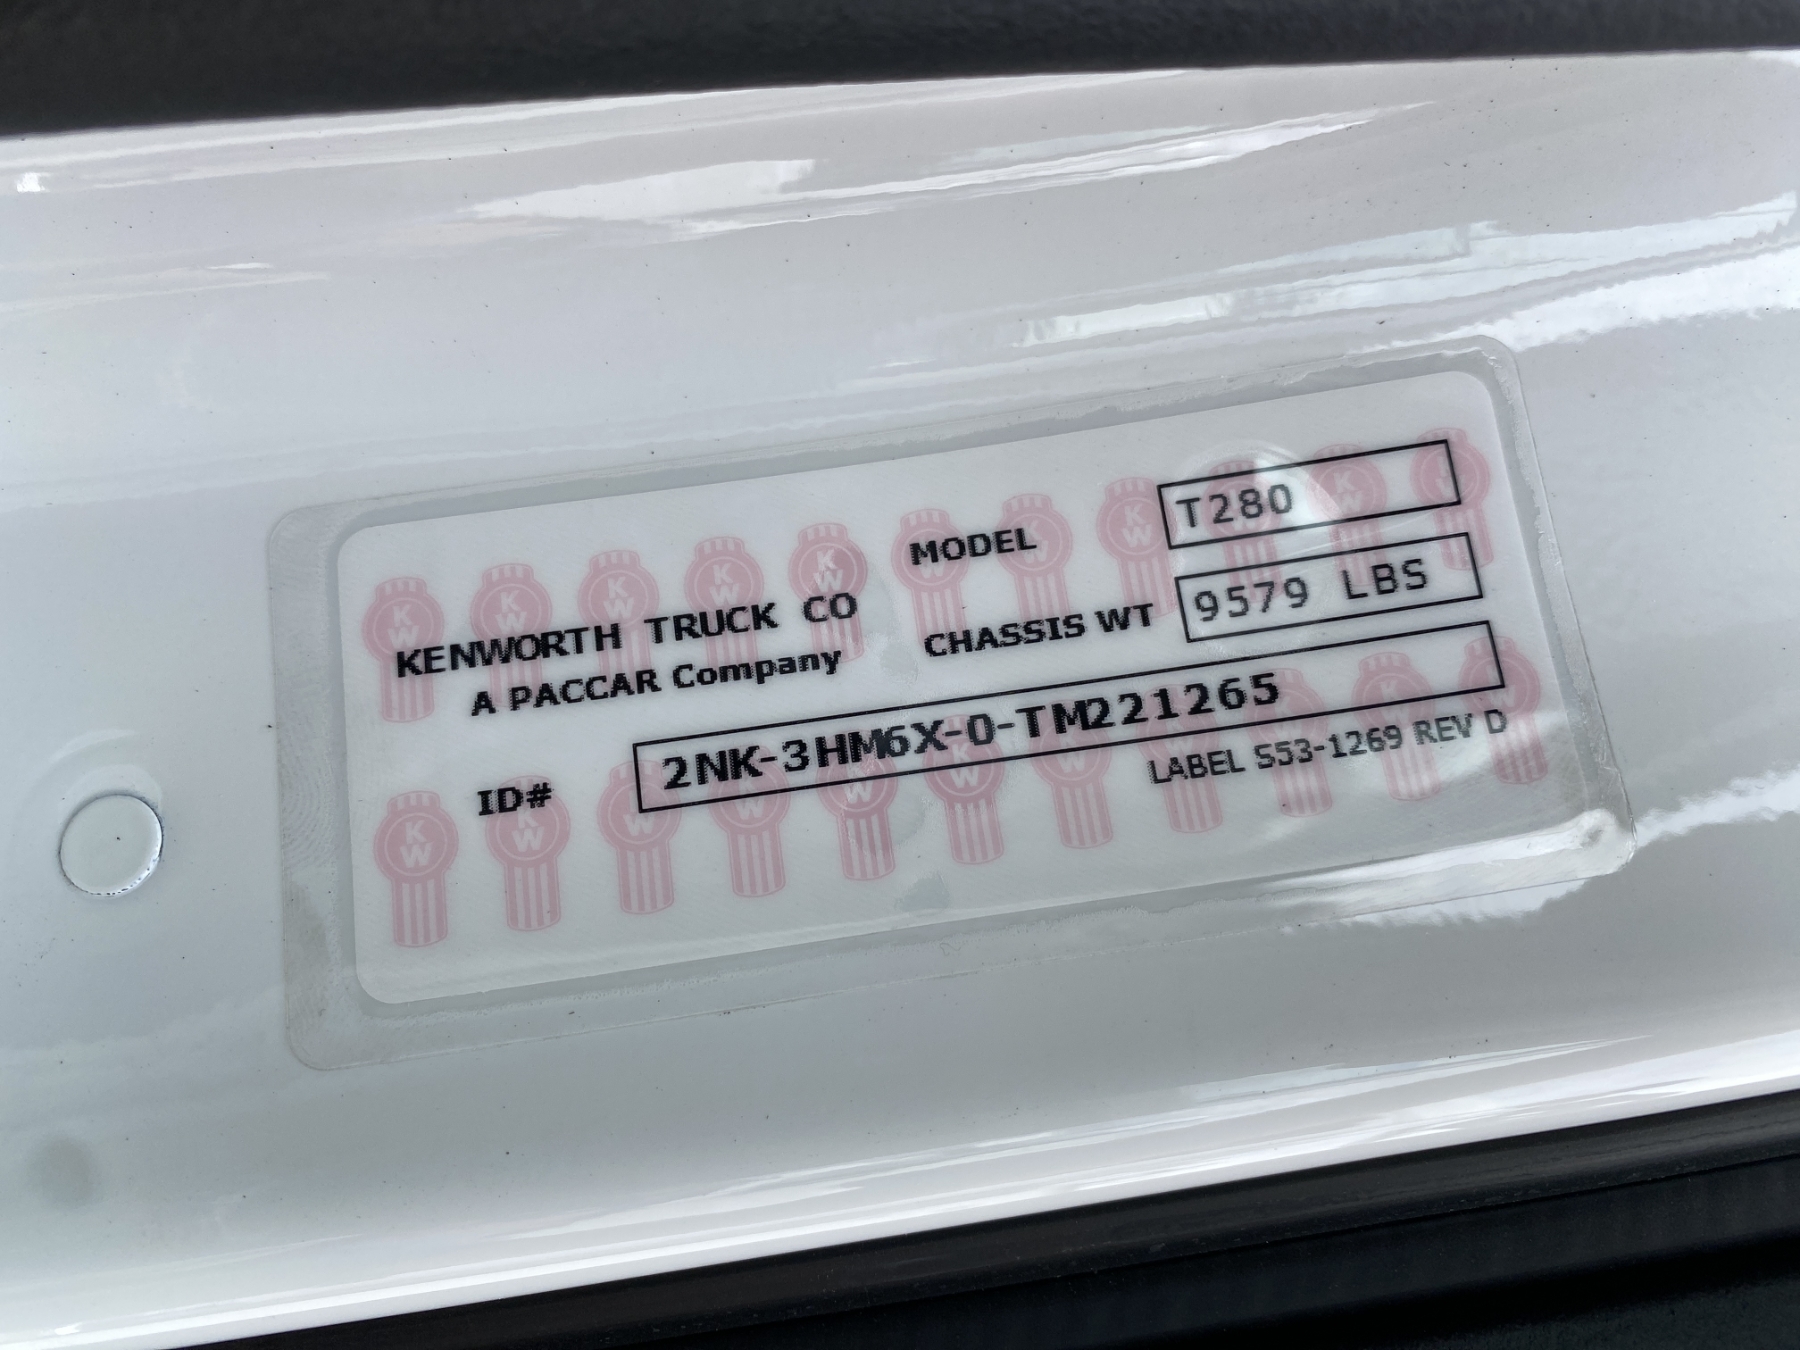 MODEL T280
KENWORTH TRUCK CO
A PACCAR Company
CHASSIS WT 9579 LBS
ID# 2NK-3HM6X-0-TM221265
LABEL S53-1269 REV D